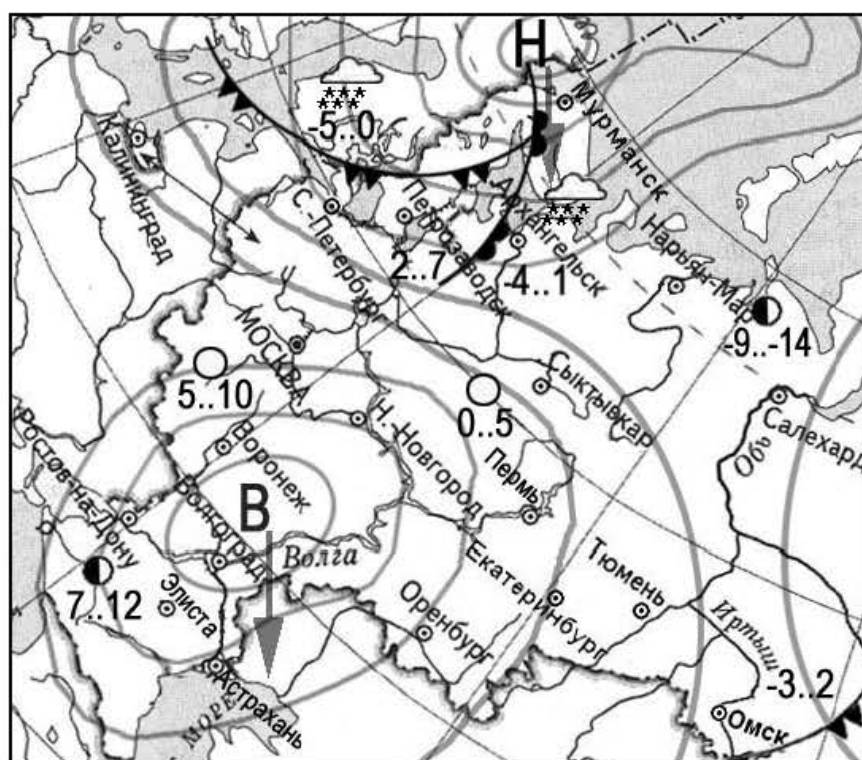 Н
Мурманск
-5..0
Калининград
С.-Петербург
Петрозаводск
Архангельск
Нарьян-Мар
2..7
-4..1
-9..-14
МОСКВА
5..10
0..5
Сыктывкар
Салехард
Обь
Ростов-на-Дону
Воронеж
Н.-Новгород
Пермь
Волгоград
В
Волга
Екатеринбург
Тюмень
7..12
Элиста
Оренбург
Иртыш
-3..2
Астрахань
МОРЕ
Омск